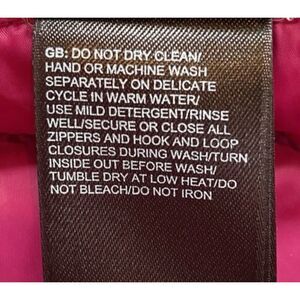 GB: DO NOT DRY CLEAN/
HAND OR MACHINE WASH
SEPARATELY ON DELICATE
CYCLE IN WARM WATER/
USE MILD DETERGENT/RINSE
WELL/SECURE OR CLOSE ALL
ZIPPERS AND HOOK AND LOOP
CLOSURES DURING WASH/TURN
INSIDE OUT BEFORE WASH/
TUMBLE DRY AT LOW HEAT/DO
NOT BLEACH/DO NOT IRON